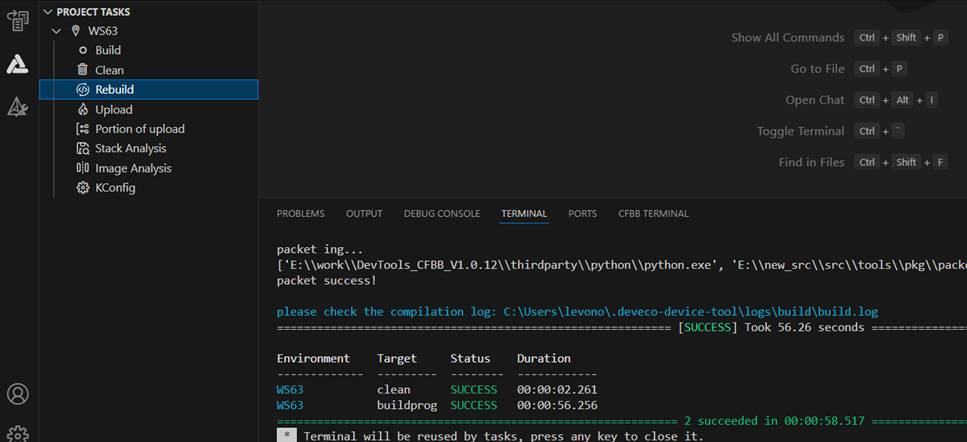 PROJECT TASKS
WS63
Build
Clean
Rebuild
Upload
Portion of upload
Stack Analysis
Image Analysis
KConfig
Show All Commands Ctrl + Shift + P
Go to File Ctrl + P
Open Chat Ctrl + Alt + I
Toggle Terminal Ctrl + `
Find in Files Ctrl + Shift + F
PROBLEMS OUTPUT DEBUG CONSOLE TERMINAL PORTS CFBB TERMINAL
packet ing...
['E:\\work\\DevTools_CFBB_V1.0.12\\thirdparty\\python\\python.exe', 'E:\\new_src\\src\\tools\\pkg\\packe
packet success!
please check the compilation log: C:\Users\levono\.deveco-device-tool\logs\build\build.log
=========================================================== [SUCCESS] Took 56.26 seconds ==============
Environment Target Status Duration
------------- --------- -------- ------------
WS63 clean SUCCESS 00:00:02.261
WS63 buildprog SUCCESS 00:00:56.256
============================================================ 2 succeeded in 00:00:58.517 ==============
* Terminal will be reused by tasks, press any key to close it.